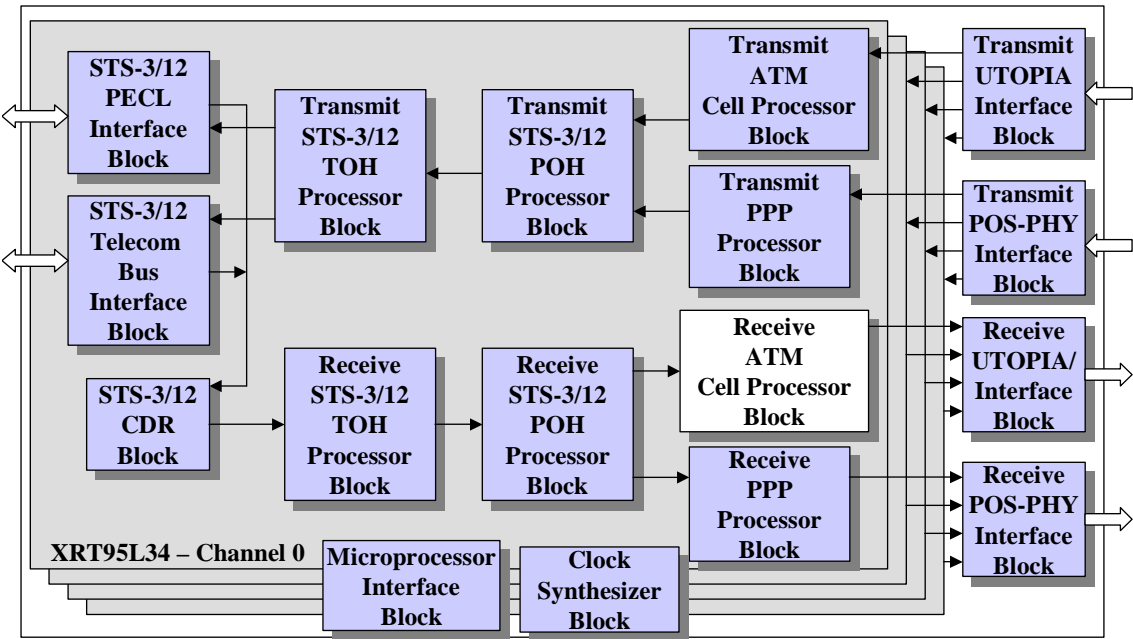 STS-3/12
PECL
Interface
Block
Transmit
STS-3/12
TOH
Processor
Block
Transmit
STS-3/12
POH
Processor
Block
Transmit
ATM
Cell Processor
Block
Transmit
UTOPIA
Interface
Block
STS-3/12
Telecom
Bus
Interface
Block
Transmit
PPP
Processor
Block
Transmit
POS-PHY
Interface
Block
STS-3/12
CDR
Block
Receive
STS-3/12
TOH
Processor
Block
Receive
STS-3/12
POH
Processor
Block
Receive
ATM
Cell Processor
Block
Receive
UTOPIA/
Interface
Block
Receive
PPP
Processor
Block
Receive
POS-PHY
Interface
Block
XRT95L34 – Channel 0
Microprocessor
Interface
Block
Clock
Synthesizer
Block